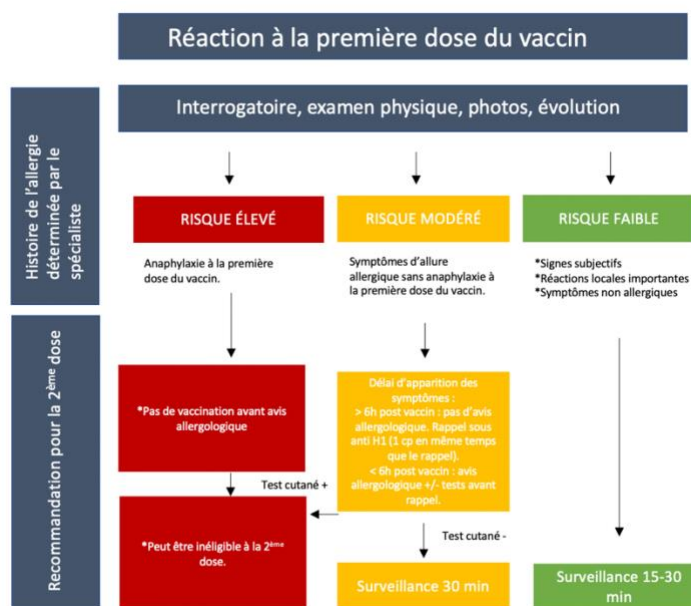 Réaction à la première dose du vaccin
Interrogatoire, examen physique, photos, évolution
Histoire de l'allergie
déterminée par le
spécialiste
RISQUE ÉLEVÉ
RISQUE MODÉRÉ
RISQUE FAIBLE
Anaphylaxie à la première
dose du vaccin.
Symptômes d'allure
allergique sans anaphylaxie à
la première dose du vaccin.
*Signes subjectifs
*Réactions locales importantes
*Symptômes non allergiques
Recommandation pour la 2ème
dose
*Pas de vaccination avant avis
allergologique
Délai d'apparition des
symptômes :
> 6h post vaccin : pas d'avis
allergologique. Rappel sous
anti H1 (1 cp en même temps
que le rappel).
< 6h post vaccin : avis
allergologique +/- tests avant
rappel.
Test cutané +
*Peut être inéligible à la 2ème
dose.
Test cutané -
Surveillance 30 min
Surveillance 15-30
min